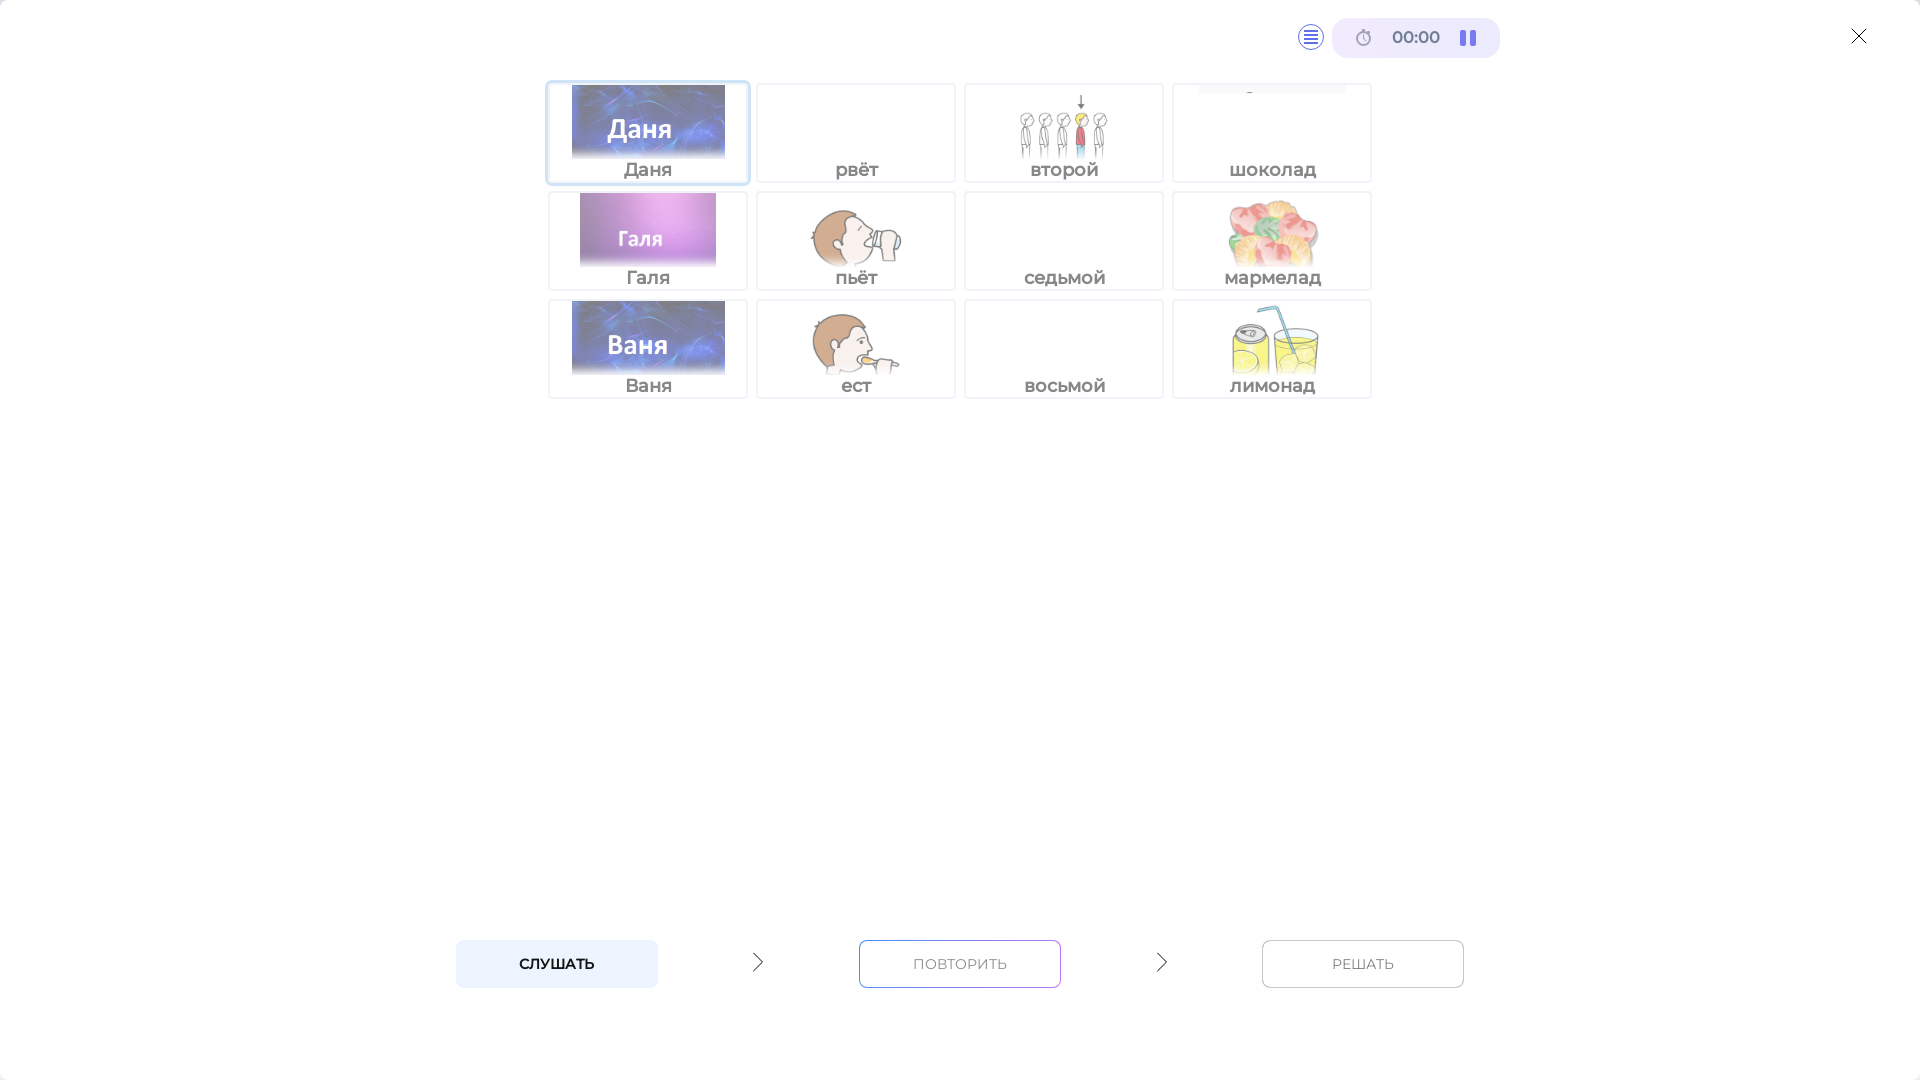 00:00
Даня
Даня
рвёт
второй
шоколад
Галя
Галя
пьёт
седьмой
мармелад
Ваня
Ваня
ест
восьмой
лимонад
СЛУШАТЬ
ПОВТОРИТЬ
РЕШАТЬ